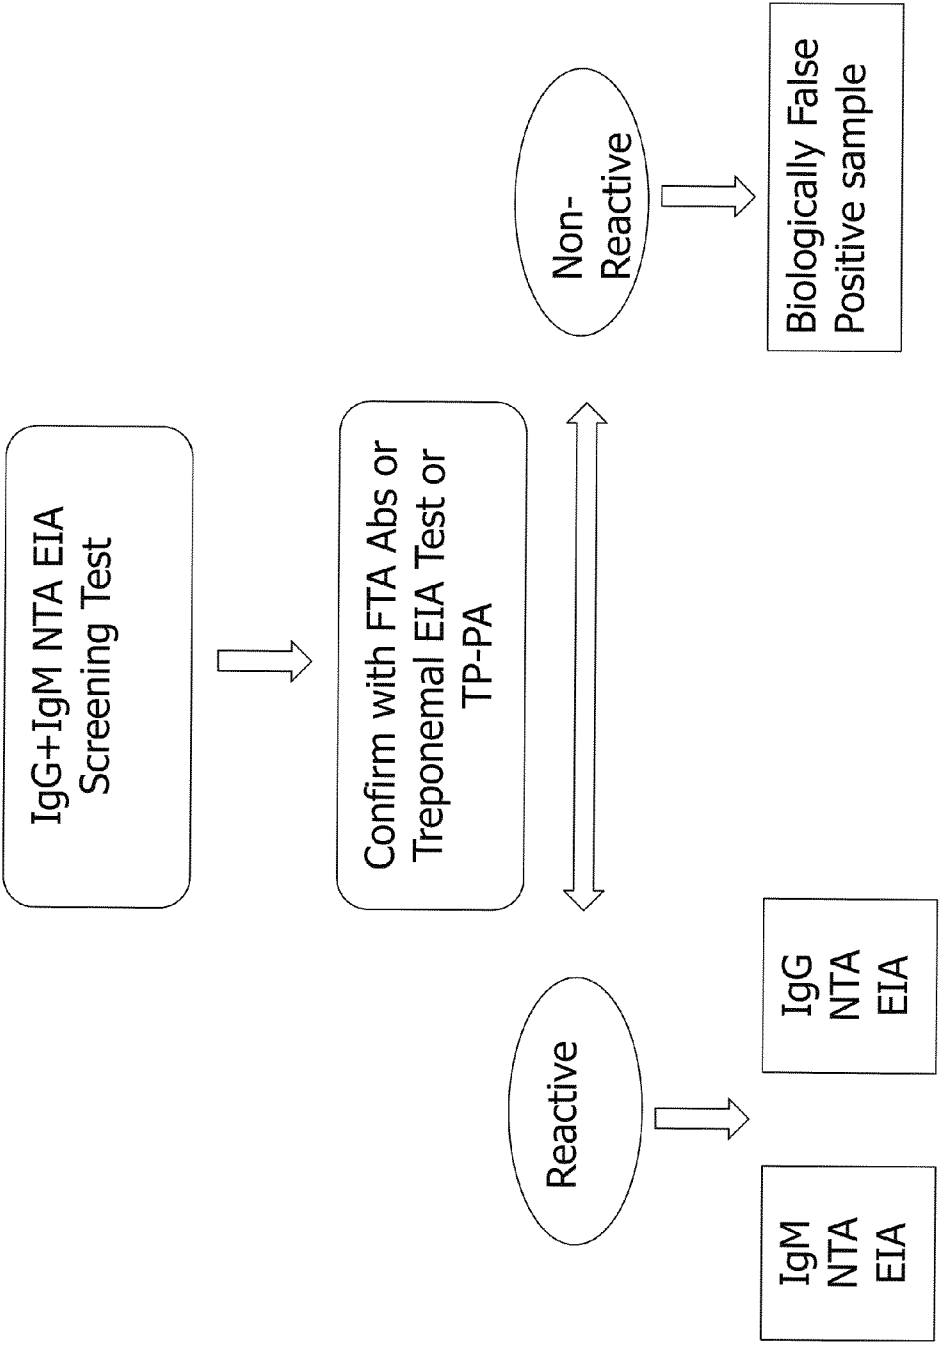 IgG+IgM NTA EIA
Screening Test
Confirm with FTA Abs or
Treponemal EIA Test or
TP-PA
Reactive
Non-
Reactive
IgM
NTA
EIA
IgG
NTA
EIA
Biologically False
Positive sample